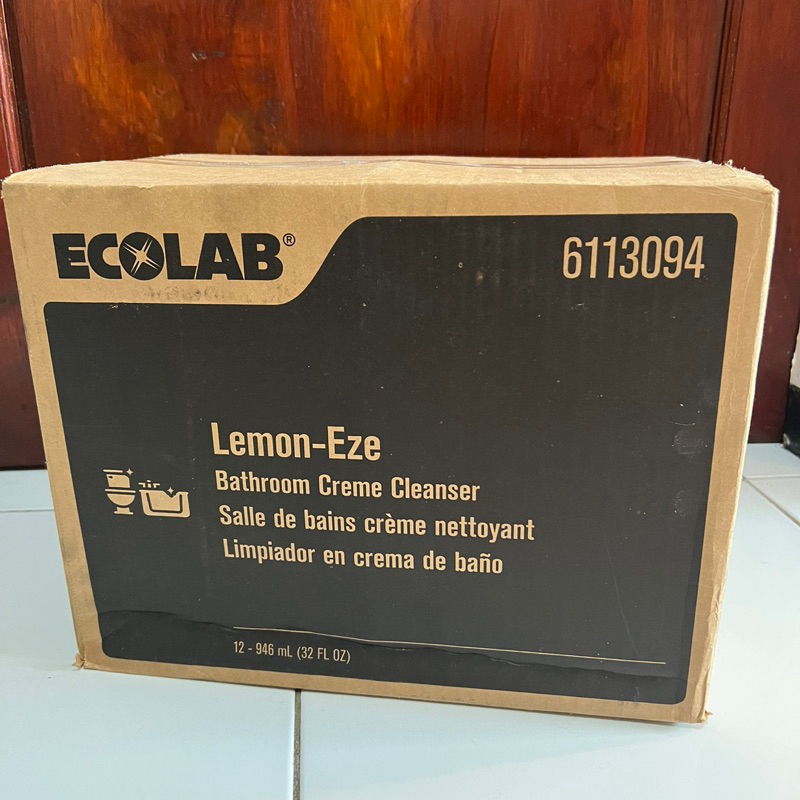 ECOLAB®
6113094
Lemon-Eze
Bathroom Creme Cleanser
Salle de bains crème nettoyant
Limpiador en crema de baño
12 - 946 mL (32 FL OZ)